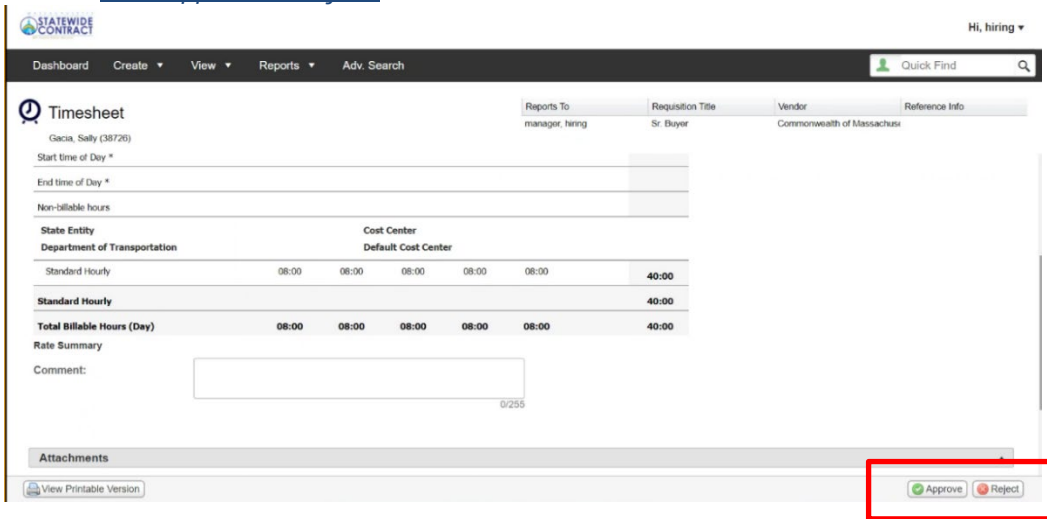 STATEWIDE
CONTRACT
Hi, hiring ▾
Dashboard Create ▾ View ▾ Reports ▾ Adv. Search Quick Find
Timesheet
Gacia, Sally (38726)
Reports To Requisition Title Vendor Reference Info
manager, hiring Sr. Buyer Commonwealth of Massachuse
Start time of Day *
End time of Day *
Non-billable hours
State Entity Cost Center
Department of Transportation Default Cost Center
Standard Hourly 08:00 08:00 08:00 08:00 08:00 40:00
Standard Hourly 40:00
Total Billable Hours (Day) 08:00 08:00 08:00 08:00 08:00 40:00
Rate Summary
Comment:
0/255
Attachments
View Printable Version Approve Reject